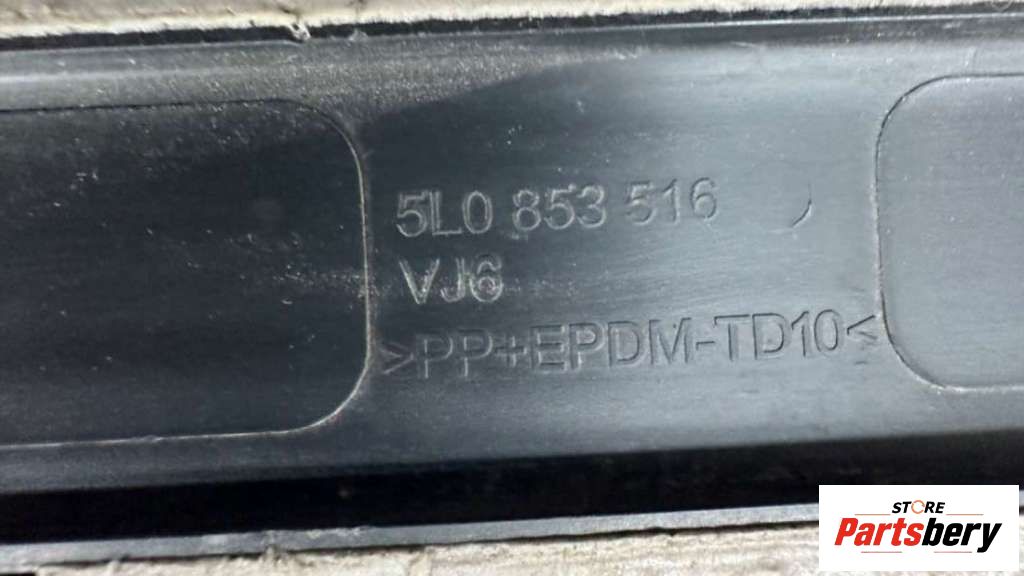 5L0 853 516
VJ6
>PP+EPDM-TD10<
STORE
Partsbery